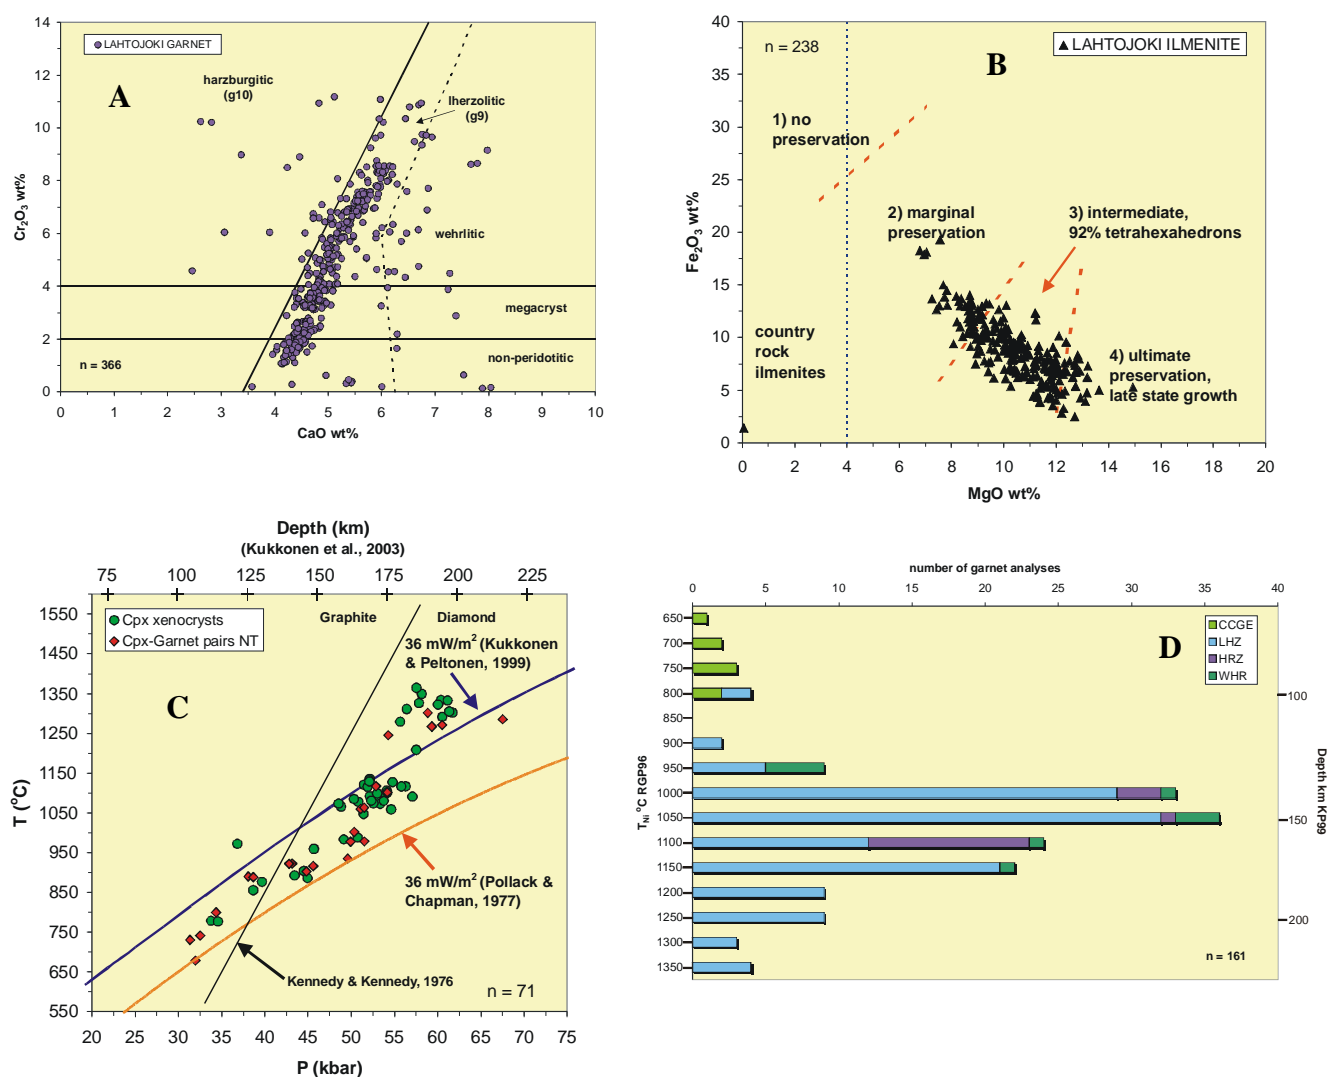 14
12
10
8
6
4
2
0
Cr2O3 wt%
LAHTOJOKI GARNET
harzburgitic
(g10)
A
lherzolitic
(g9)
wehrlitic
megacryst
non-peridotitic
n = 366
0 1 2 3 4 5 6 7 8 9 10
CaO wt%
40
35
30
25
20
15
10
5
0
Fe2O3 wt%
n = 238
B
LAHTOJOKI ILMENITE
1) no
preservation
2) marginal
preservation
3) intermediate,
92% tetrahexahedrons
country
rock
ilmenites
4) ultimate
preservation,
late state growth
0 2 4 6 8 10 12 14 16 18 20
MgO wt%
Depth (km)
(Kukkonen et al., 2003)
75 100 125 150 175 200 225
1550
1450
1350
1250
1150
1050
950
850
750
650
550
T (°C)
Cpx xenocrysts
Cpx-Garnet pairs NT
Graphite
Diamond
36 mW/m2 (Kukkonen
& Peltonen, 1999)
C
36 mW/m2 (Pollack &
Chapman, 1977)
Kennedy & Kennedy, 1976
n = 71
20 25 30 35 40 45 50 55 60 65 70 75
P (kbar)
number of garnet analyses
0 5 10 15 20 25 30 35 40
650
700
750
800
850
900
950
1000
1050
1100
1150
1200
1250
1300
1350
TNi °C RGP96
D
CCGE
LHZ
HRZ
WHR
100
150
200
Depth km KP99
n = 161